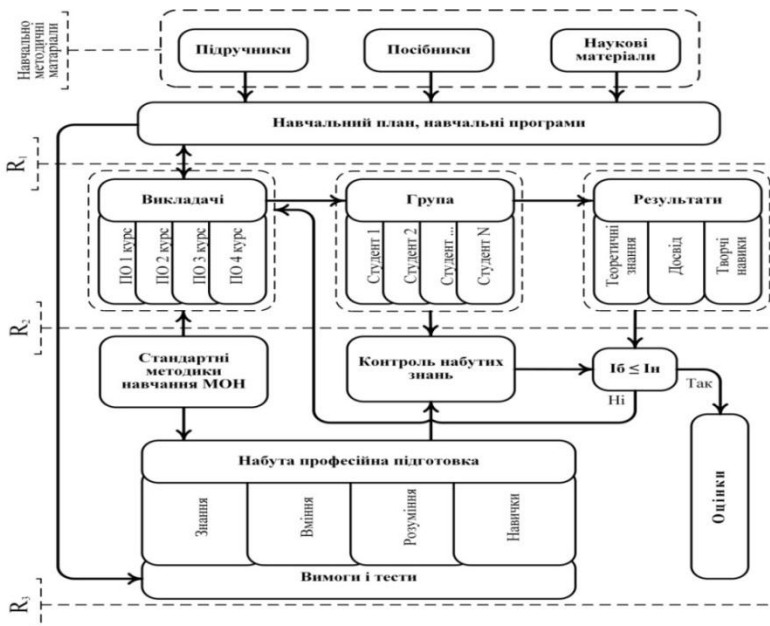 Навчально
методичні
матаріали
Підручники
Посібники
Наукові
матеріали
Навчальний план, навчальні програми
R1
Викладачі
ПО 1 курс
ПО 2 курс
ПО 3 курс
ПО 4 курс
Група
Студент 1
Студент 2
Студент ...
Студент N
Результати
Теоретичні
знання
Досвід
Творчі
навики
R2
Стандартні
методики
навчання МОН
Контроль набутих
знань
Іб ≤ Ін
Ні
Так
Набута професійна підготовка
Знання
Вміння
Розуміння
Навички
Вимоги і тести
Оцінки
R3